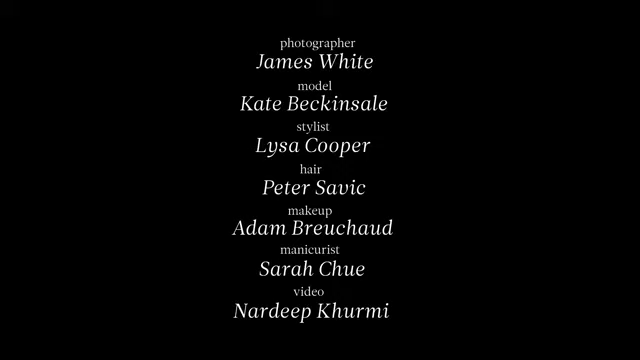 photographer
James White
model
Kate Beckinsale
stylist
Lysa Cooper
hair
Peter Savic
makeup
Adam Breuchaud
manicurist
Sarah Chue
video
Nardeep Khurmi